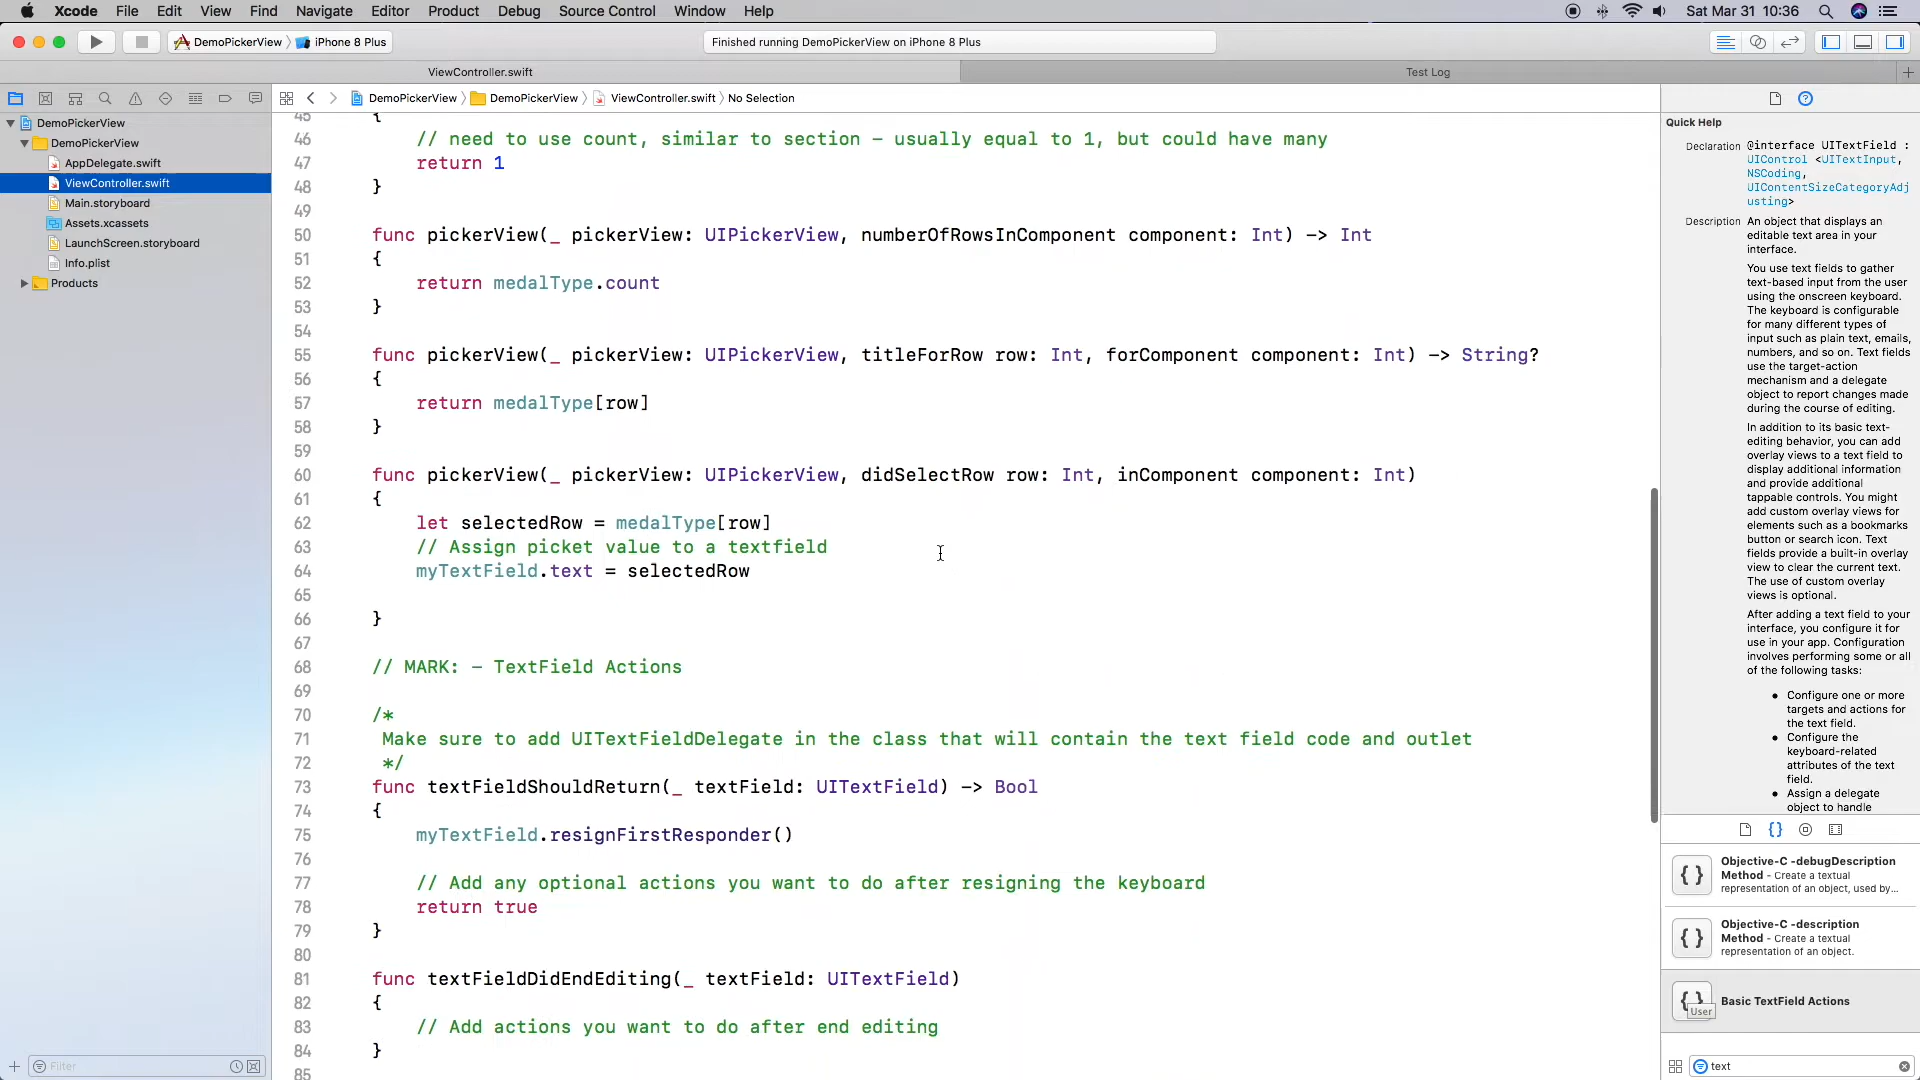 Xcode File Edit View Find Navigate Editor Product Debug Source Control Window Help Sat Mar 31 10:36
DemoPickerView iPhone 8 Plus Finished running DemoPickerView on iPhone 8 Plus
ViewController.swift Test Log
DemoPickerView DemoPickerView ViewController.swift No Selection
DemoPickerView
DemoPickerView
AppDelegate.swift
ViewController.swift
Main.storyboard
Assets.xcassets
LaunchScreen.storyboard
Info.plist
Products
Filter
45 {
46 // need to use count, similar to section – usually equal to 1, but could have many
47 return 1
48 }
49
50 func pickerView(_ pickerView: UIPickerView, numberOfRowsInComponent component: Int) -> Int
51 {
52 return medalType.count
53 }
54
55 func pickerView(_ pickerView: UIPickerView, titleForRow row: Int, forComponent component: Int) -> String?
56 {
57 return medalType[row]
58 }
59
60 func pickerView(_ pickerView: UIPickerView, didSelectRow row: Int, inComponent component: Int)
61 {
62 let selectedRow = medalType[row]
63 // Assign picket value to a textfield
64 myTextField.text = selectedRow
65
66 }
67
68 // MARK: – TextField Actions
69
70 /*
71 Make sure to add UITextFieldDelegate in the class that will contain the text field code and outlet
72 */
73 func textFieldShouldReturn(_ textField: UITextField) -> Bool
74 {
75 myTextField.resignFirstResponder()
76
77 // Add any optional actions you want to do after resigning the keyboard
78 return true
79 }
80
81 func textFieldDidEndEditing(_ textField: UITextField)
82 {
83 // Add actions you want to do after end editing
84 }
85
Quick Help
Declaration @interface UITextField :
UIControl <UITextInput,
NSCoding,
UIContentSizeCategoryAdj
usting>
Description An object that displays an
editable text area in your
interface.
You use text fields to gather
text-based input from the user
using the onscreen keyboard.
The keyboard is configurable
for many different types of
input such as plain text, emails,
numbers, and so on. Text fields
use the target-action
mechanism and a delegate
object to report changes made
during the course of editing.
In addition to its basic text-
editing behavior, you can add
overlay views to a text field to
display additional information
and provide additional
tappable controls. You might
add custom overlay views for
elements such as a bookmarks
button or search icon. Text
fields provide a built-in overlay
view to clear the current text.
The use of custom overlay
views is optional.
After adding a text field to your
interface, you configure it for
use in your app. Configuration
involves performing some or all
of the following tasks:
• Configure one or more
targets and actions for
the text field.
• Configure the
keyboard-related
attributes of the text
field.
• Assign a delegate
object to handle
{} Objective-C -debugDescription
Method - Create a textual
representation of an object, used by...
{} Objective-C -description
Method - Create a textual
representation of an object.
{} Basic TextField Actions
User
text